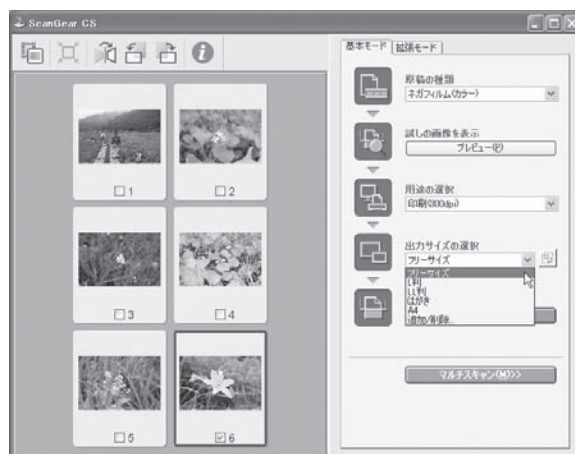 ScanGear CS
基本モード
拡張モード
原稿の種類
ネガフィルム(カラー)
試しの画像を表示
プレビュー(P)
用途の選択
印刷(300dpi)
出力サイズの選択
フリーサイズ
フリーサイズ
L判
LL判
はがき
A4
追加/削除...
マルチスキャン(M)>>
1
2
3
4
5
6